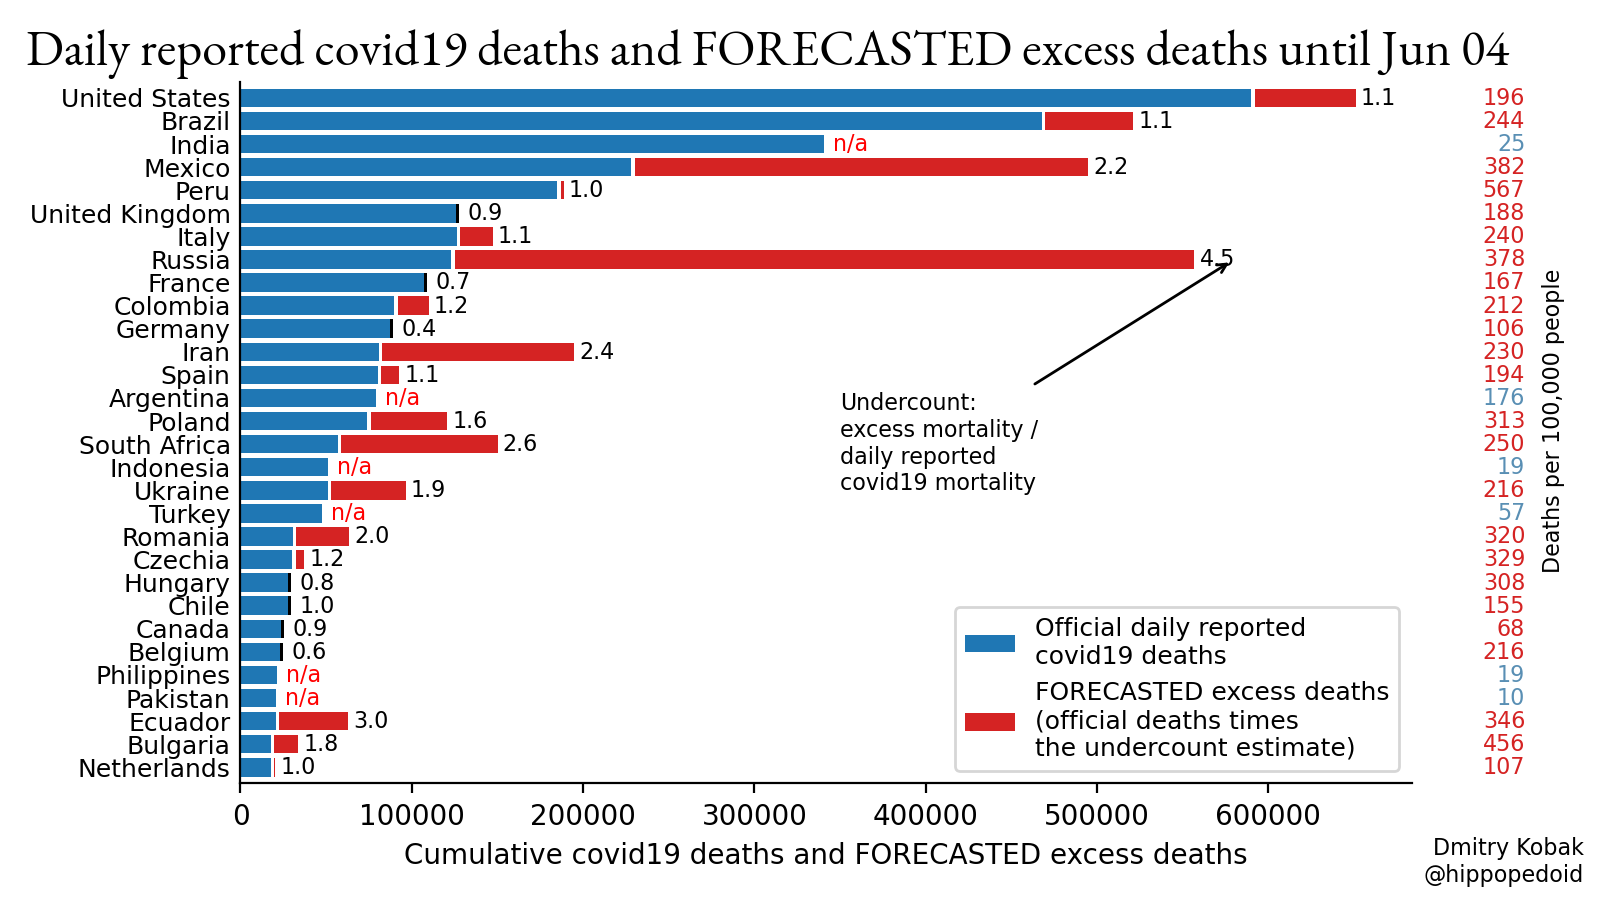 Daily reported covid19 deaths and FORECASTED excess deaths until Jun 04
United States 1.1 196
Brazil 1.1 244
India n/a 25
Mexico 2.2 382
Peru 1.0 567
United Kingdom 0.9 188
Italy 1.1 240
Russia 4.5 378
France 0.7 167
Colombia 1.2 212
Germany 0.4 106
Iran 2.4 230
Spain 1.1 194
Argentina n/a 176
Poland 1.6 313
South Africa 2.6 250
Indonesia n/a 19
Ukraine 1.9 216
Turkey n/a 57
Romania 2.0 320
Czechia 1.2 329
Hungary 0.8 308
Chile 1.0 155
Canada 0.9 68
Belgium 0.6 216
Philippines n/a 19
Pakistan n/a 10
Ecuador 3.0 346
Bulgaria 1.8 456
Netherlands 1.0 107
Deaths per 100,000 people
Undercount:
excess mortality /
daily reported
covid19 mortality
Official daily reported
covid19 deaths
FORECASTED excess deaths
(official deaths times
the undercount estimate)
0 100000 200000 300000 400000 500000 600000
Cumulative covid19 deaths and FORECASTED excess deaths
Dmitry Kobak
@hippopedoid